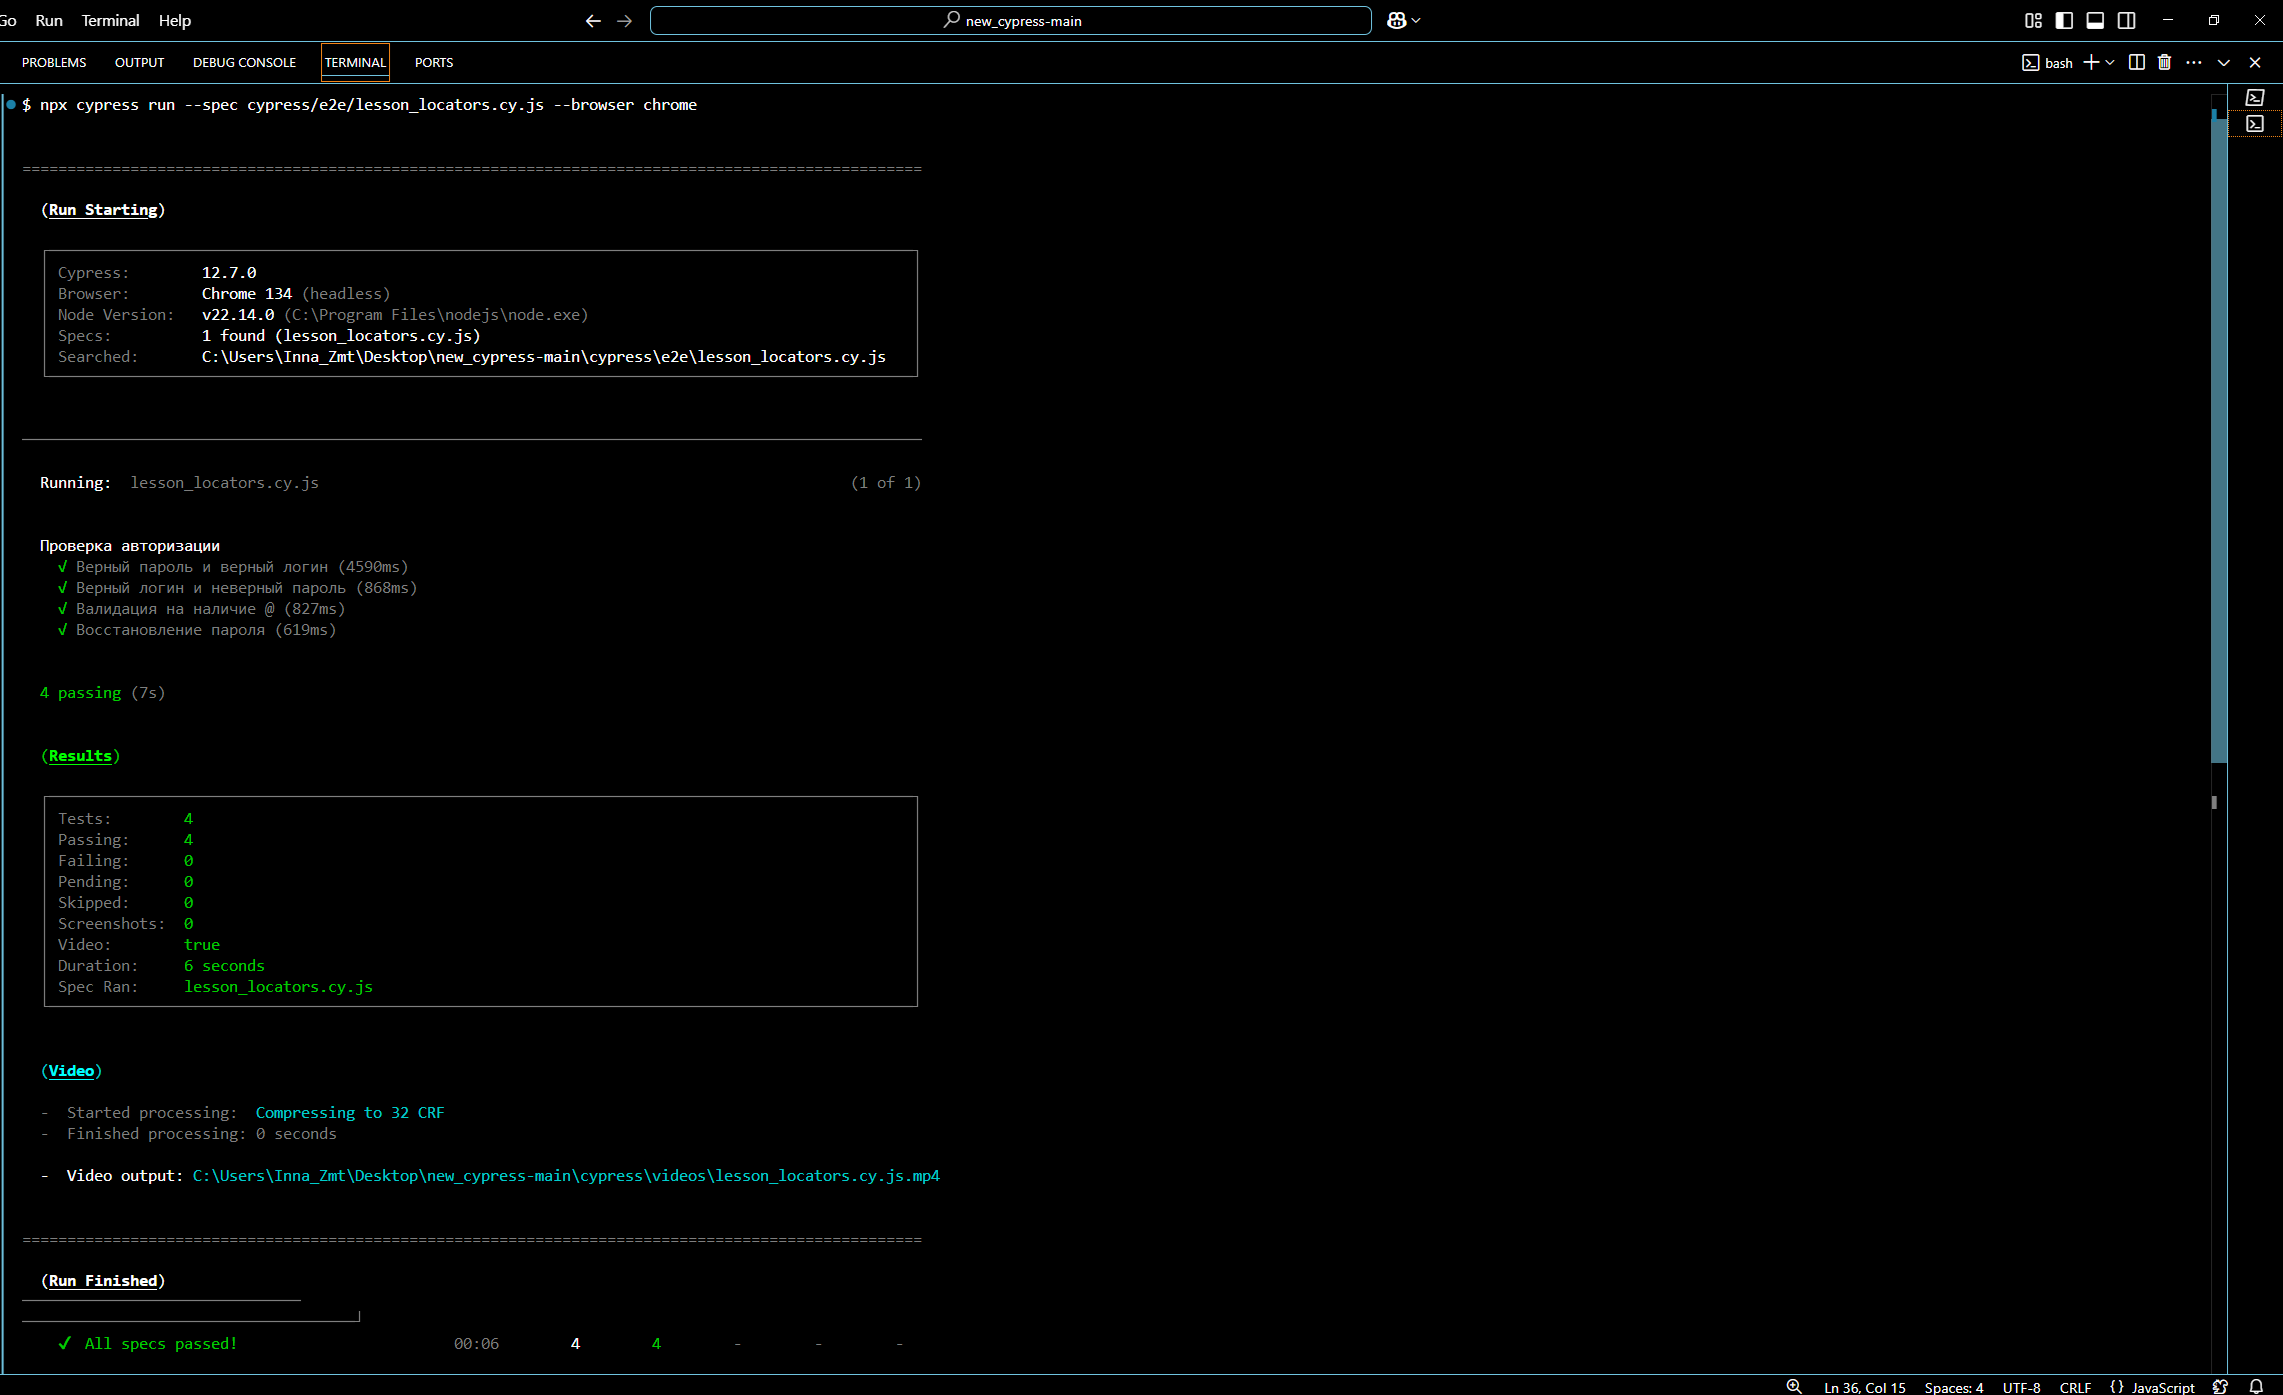 Go Run Terminal Help new_cypress-main
PROBLEMS OUTPUT DEBUG CONSOLE TERMINAL PORTS bash
$ npx cypress run --spec cypress/e2e/lesson_locators.cy.js --browser chrome
====================================================================================================
(Run Starting)
Cypress: 12.7.0
Browser: Chrome 134 (headless)
Node Version: v22.14.0 (C:\Program Files\nodejs\node.exe)
Specs: 1 found (lesson_locators.cy.js)
Searched: C:\Users\Inna_Zmt\Desktop\new_cypress-main\cypress\e2e\lesson_locators.cy.js
Running: lesson_locators.cy.js (1 of 1)
Проверка авторизации
√ Верный пароль и верный логин (4590ms)
√ Верный логин и неверный пароль (868ms)
√ Валидация на наличие @ (827ms)
√ Восстановление пароля (619ms)
4 passing (7s)
(Results)
Tests: 4
Passing: 4
Failing: 0
Pending: 0
Skipped: 0
Screenshots: 0
Video: true
Duration: 6 seconds
Spec Ran: lesson_locators.cy.js
(Video)
- Started processing: Compressing to 32 CRF
- Finished processing: 0 seconds
- Video output: C:\Users\Inna_Zmt\Desktop\new_cypress-main\cypress\videos\lesson_locators.cy.js.mp4
====================================================================================================
(Run Finished)
✓ All specs passed! 00:06 4 4 - - -
Ln 36, Col 15 Spaces: 4 UTF-8 CRLF {} JavaScript